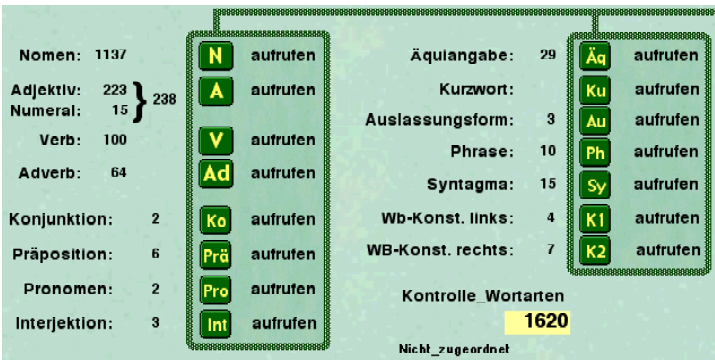 Nomen: 1137 N aufrufen
Adjektiv: 223 A aufrufen
Numeral: 15 } 238
Verb: 100 V aufrufen
Adverb: 64 Ad aufrufen
Konjunktion: 2 Ko aufrufen
Präposition: 6 Prä aufrufen
Pronomen: 2 Pro aufrufen
Interjektion: 3 Int aufrufen
Äquiangabe: 29 Äq aufrufen
Kurzwort: Ku aufrufen
Auslassungsform: 3 Au aufrufen
Phrase: 10 Ph aufrufen
Syntagma: 15 Sy aufrufen
Wb-Konst. links: 4 K1 aufrufen
WB-Konst. rechts: 7 K2 aufrufen
Kontrolle_Wortarten
1620
Nicht_zugeordnet